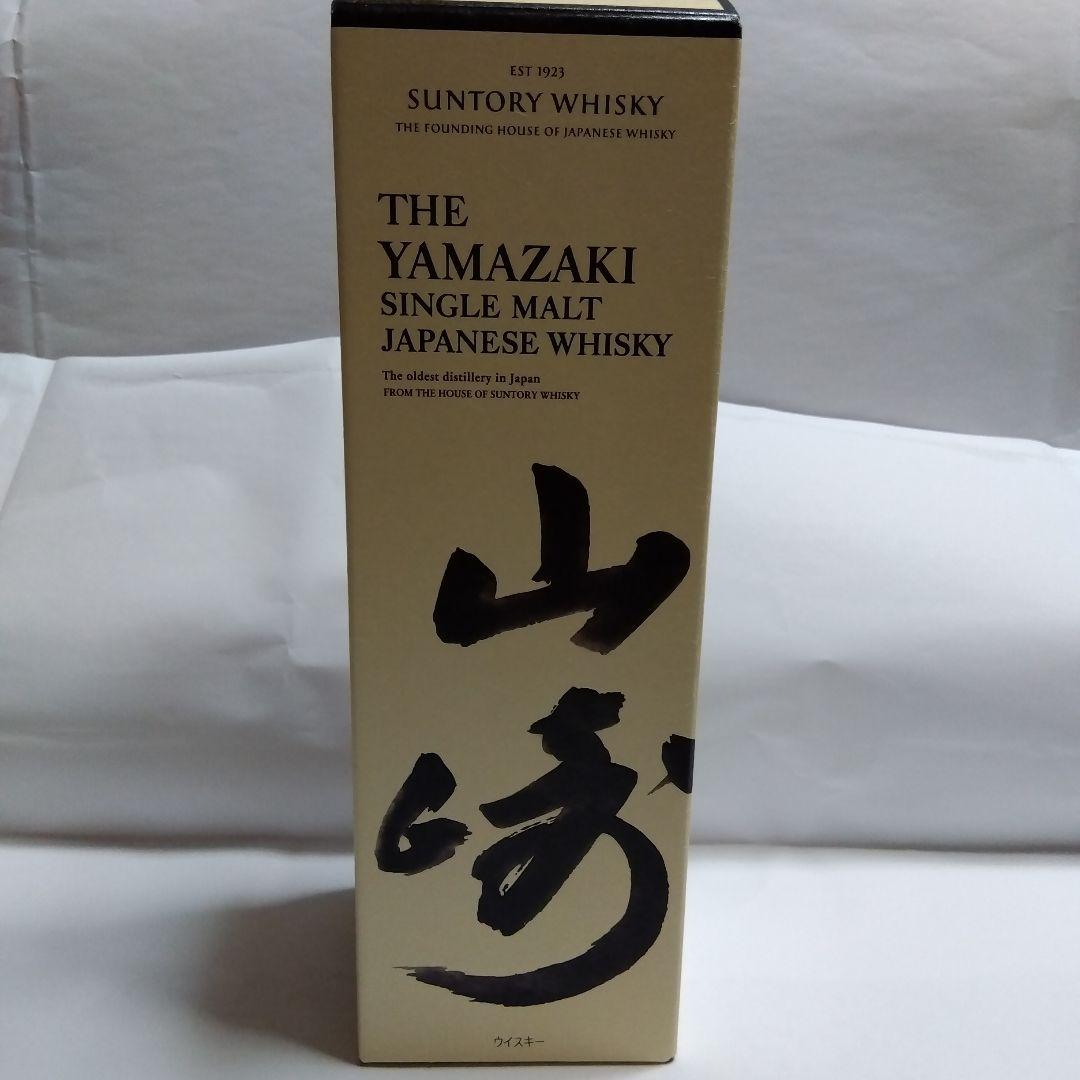 EST 1923
SUNTORY WHISKY
THE FOUNDING HOUSE OF JAPANESE WHISKY
THE
YAMAZAKI
SINGLE MALT
JAPANESE WHISKY
The oldest distillery in Japan
FROM THE HOUSE OF SUNTORY WHISKY
山
崎
ウイスキー